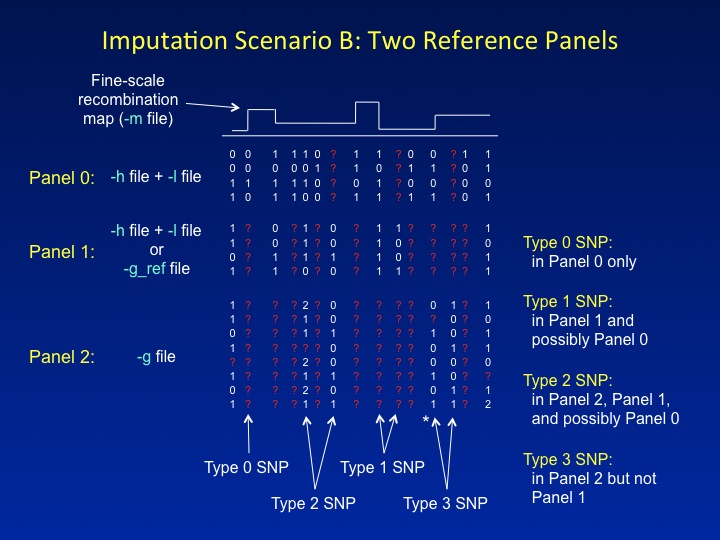 Imputation Scenario B: Two Reference Panels
Fine-scale
recombination
map (-m file)
Panel 0:
-h file + -l file
0 0 1 1 1 0 ? 1 1 ? 0 0 ? 1 1
0 0 0 0 0 1 ? 1 0 ? 1 1 ? 0 1
1 1 1 1 1 0 ? 0 1 ? 0 0 ? 0 0
1 0 1 1 0 0 ? 1 1 ? 1 1 ? 0 1
Panel 1:
-h file + -l file
or
-g_ref file
1 ? 0 ? 1 ? 0 ? 1 1 ? ? ? ? 1
1 ? 0 ? 1 ? 0 ? 1 0 ? ? ? ? 0
0 ? 1 ? 1 ? 1 ? 1 0 ? ? ? ? 1
1 ? 1 ? 0 ? 0 ? 1 1 ? ? ? ? 1
Panel 2:
-g file
1 ? ? ? 2 ? 0 ? ? ? ? 0 1 ? 1
1 ? ? ? 1 ? 0 ? ? ? ? ? 0 ? 0
0 ? ? ? 1 ? 1 ? ? ? ? 1 0 ? 1
1 ? ? ? ? ? 0 ? ? ? ? 0 1 ? 1
? ? ? ? 2 ? 0 ? ? ? ? 0 0 ? 0
1 ? ? ? 1 ? 1 ? ? ? ? 1 0 ? ?
0 ? ? ? 2 ? 0 ? ? ? ? 0 1 ? 1
1 ? ? ? 1 ? 1 ? ? ? ? 1 1 ? 2
*
Type 0 SNP
Type 1 SNP
Type 2 SNP
Type 3 SNP
Type 0 SNP:
in Panel 0 only
Type 1 SNP:
in Panel 1 and
possibly Panel 0
Type 2 SNP:
in Panel 2, Panel 1,
and possibly Panel 0
Type 3 SNP:
in Panel 2 but not
Panel 1